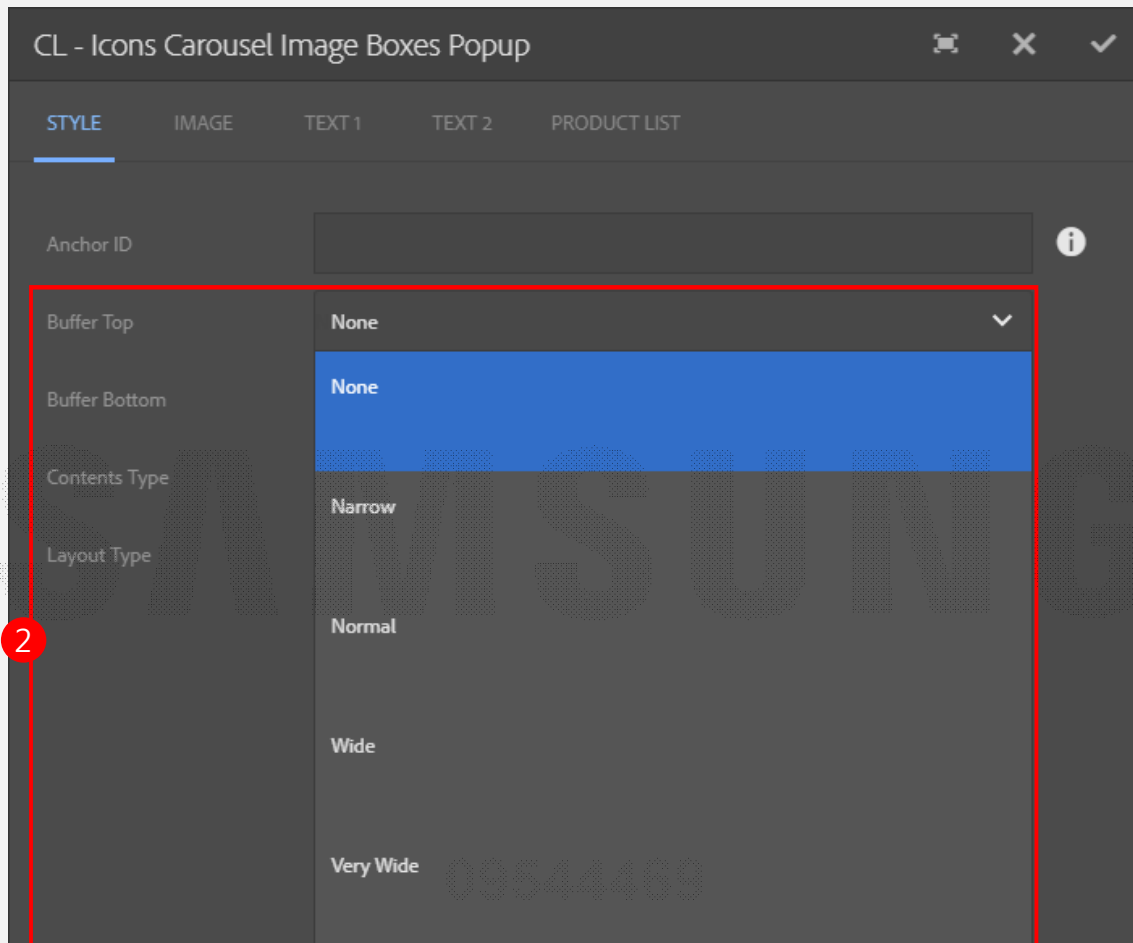 CL - Icons Carousel Image Boxes Popup
STYLE IMAGE TEXT 1 TEXT 2 PRODUCT LIST
Anchor ID
Buffer Top None
None
Buffer Bottom
Contents Type
Narrow
Layout Type
SAMSUNG
2
Normal
Wide
Very Wide
09544469